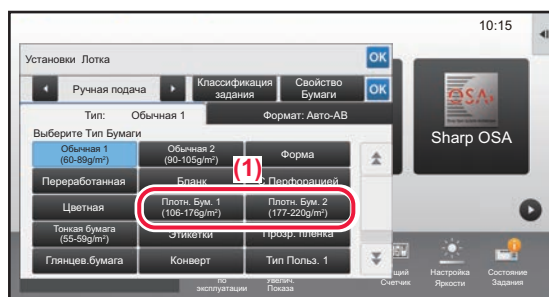 10:15
Установки Лотка
OK
Ручная подача
Классификация задания
Свойство Бумаги
OK
Тип: Обычная 1
Формат: Авто-AB
Выберите Тип Бумаги
Обычная 1
(60-89g/m²)
Обычная 2
(90-105g/m²)
Форма
(1)
Переработанная
Бланк
С Перфорацией
Цветная
Плотн. Бум. 1
(106-176g/m²)
Плотн. Бум. 2
(177-220g/m²)
Тонкая бумага
(55-59g/m²)
Этикетки
Прозр. пленка
Глянцев.бумага
Конверт
Тип Польз. 1
OSA
Sharp OSA
по
эксплуатации
Увелич.
Показа
щий
Счетчик
Настройка
Яркости
Состояние
Задания